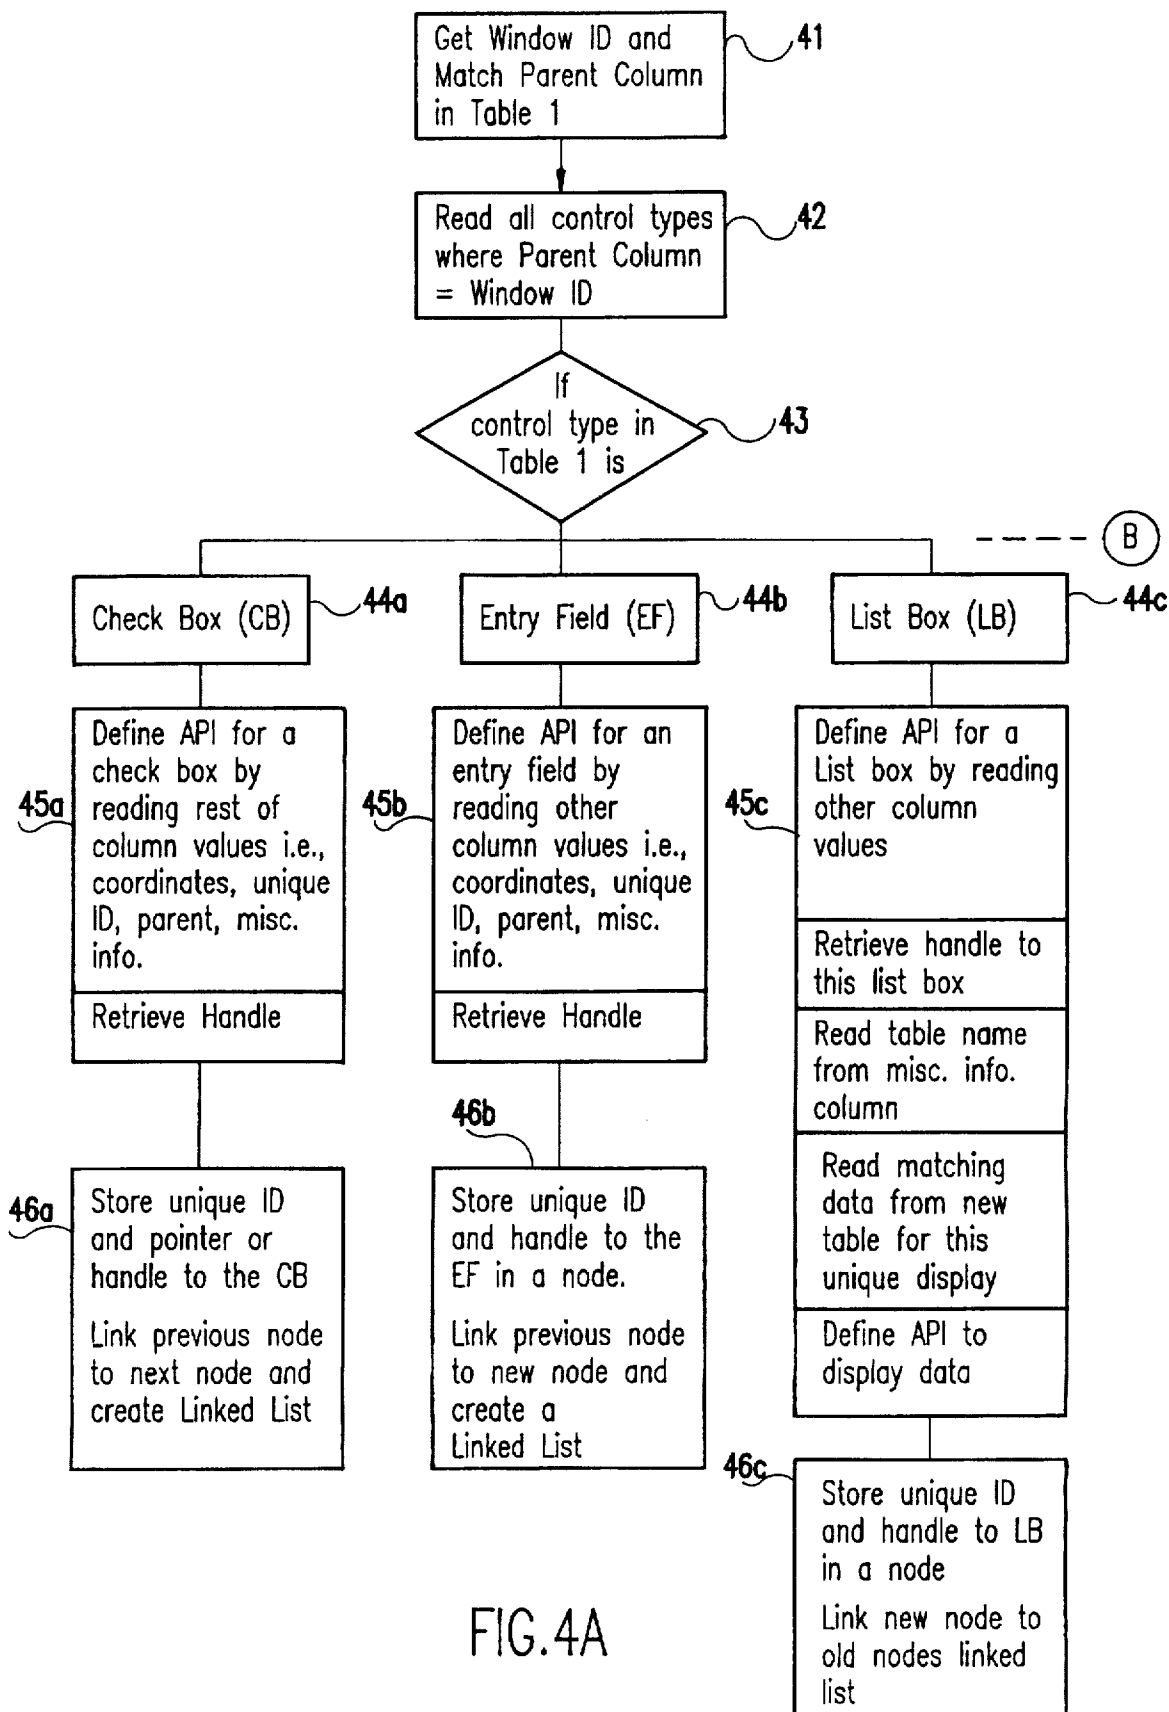 Get Window ID and
Match Parent Column
in Table 1
41
Read all control types
where Parent Column
= Window ID
42
If
control type in
Table 1 is
43
B
Check Box (CB)
44a
Entry Field (EF)
44b
List Box (LB)
44c
45a
Define API for a
check box by
reading rest of
column values i.e.,
coordinates, unique
ID, parent, misc.
info.
Retrieve Handle
45b
Define API for an
entry field by
reading other
column values i.e.,
coordinates, unique
ID, parent, misc.
info.
Retrieve Handle
45c
Define API for a
List box by reading
other column
values
Retrieve handle to
this list box
Read table name
from misc. info.
column
Read matching
data from new
table for this
unique display
Define API to
display data
46a
Store unique ID
and pointer or
handle to the CB
Link previous node
to next node and
create Linked List
46b
Store unique ID
and handle to the
EF in a node.
Link previous node
to new node and
create a
Linked List
46c
Store unique ID
and handle to LB
in a node
Link new node to
old nodes linked
list
FIG.4A